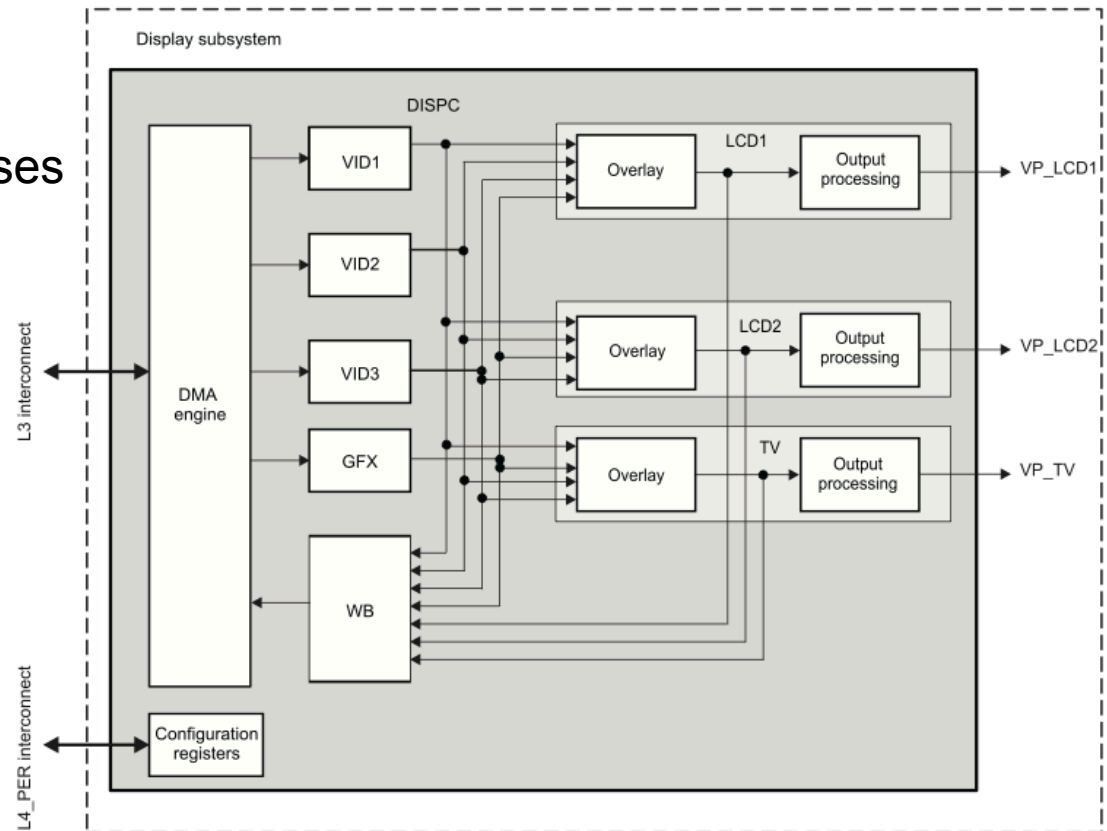 Display subsystem
DISPC
ses
VID1
VID2
VID3
GFX
WB
DMA
engine
Configuration
registers
L3 interconnect
L4_PER interconnect
LCD1
Overlay
Output
processing
VP_LCD1
LCD2
Overlay
Output
processing
VP_LCD2
TV
Overlay
Output
processing
VP_TV